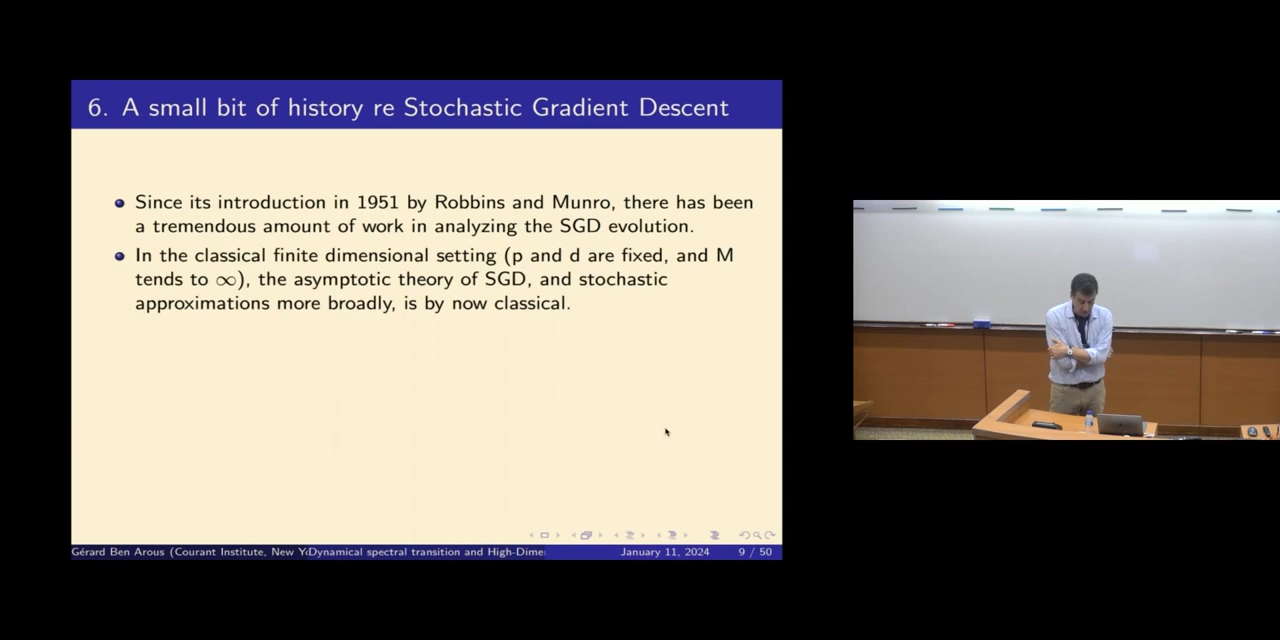 6. A small bit of history re Stochastic Gradient Descent
Since its introduction in 1951 by Robbins and Munro, there has been
a tremendous amount of work in analyzing the SGD evolution.
In the classical finite dimensional setting (p and d are fixed, and M
tends to ∞), the asymptotic theory of SGD, and stochastic
approximations more broadly, is by now classical.
Gérard Ben Arous (Courant Institute, New Yo Dynamical spectral transition and High-Dime January 11, 2024 9 / 50